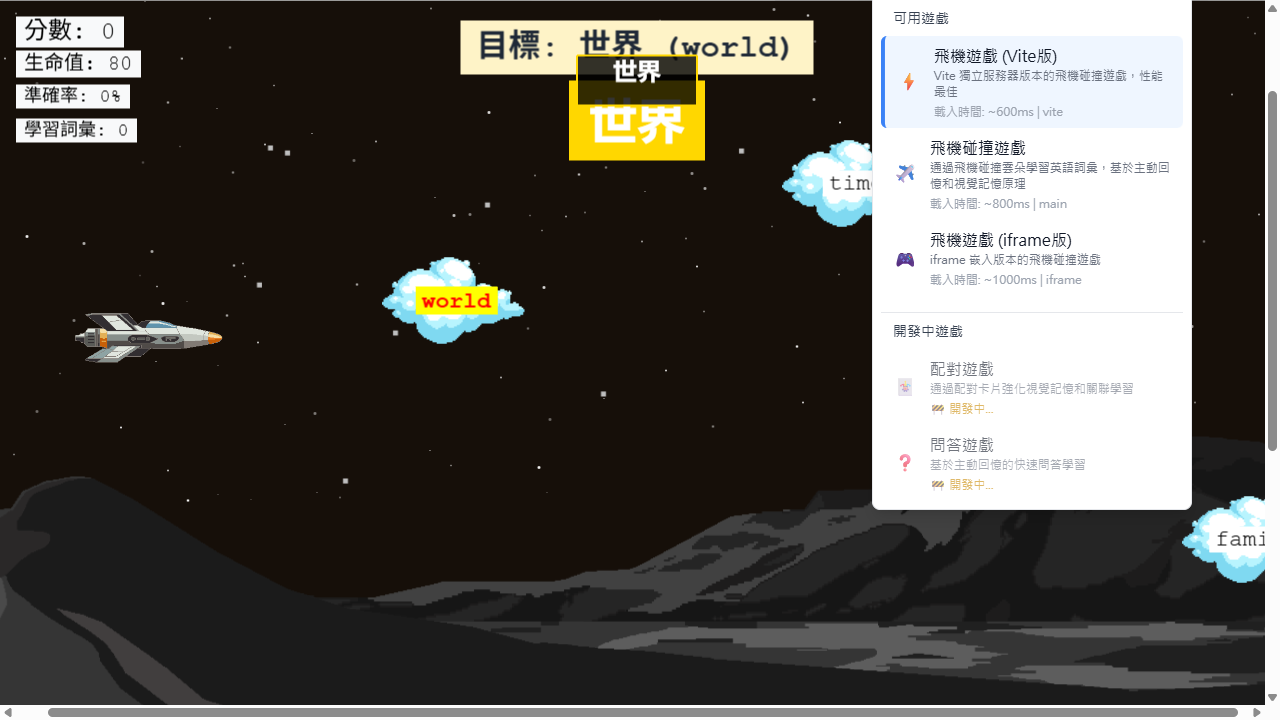 分數: 0
生命值: 80
準確率: 0%
學習詞彙: 0
目標: 世界 (world)
世界
世界
world
可用遊戲
飛機遊戲 (Vite版)
Vite 獨立服務器版本的飛機碰撞遊戲，性能
最佳
載入時間: ~600ms | vite
飛機碰撞遊戲
通過飛機碰撞雲朵學習英語詞彙，基於主動回
憶和視覺記憶原理
載入時間: ~800ms | main
飛機遊戲 (iframe版)
iframe 嵌入版本的飛機碰撞遊戲
載入時間: ~1000ms | iframe
開發中遊戲
配對遊戲
通過配對卡片強化視覺記憶和關聯學習
開發中...
問答遊戲
基於主動回憶的快速問答學習
開發中...